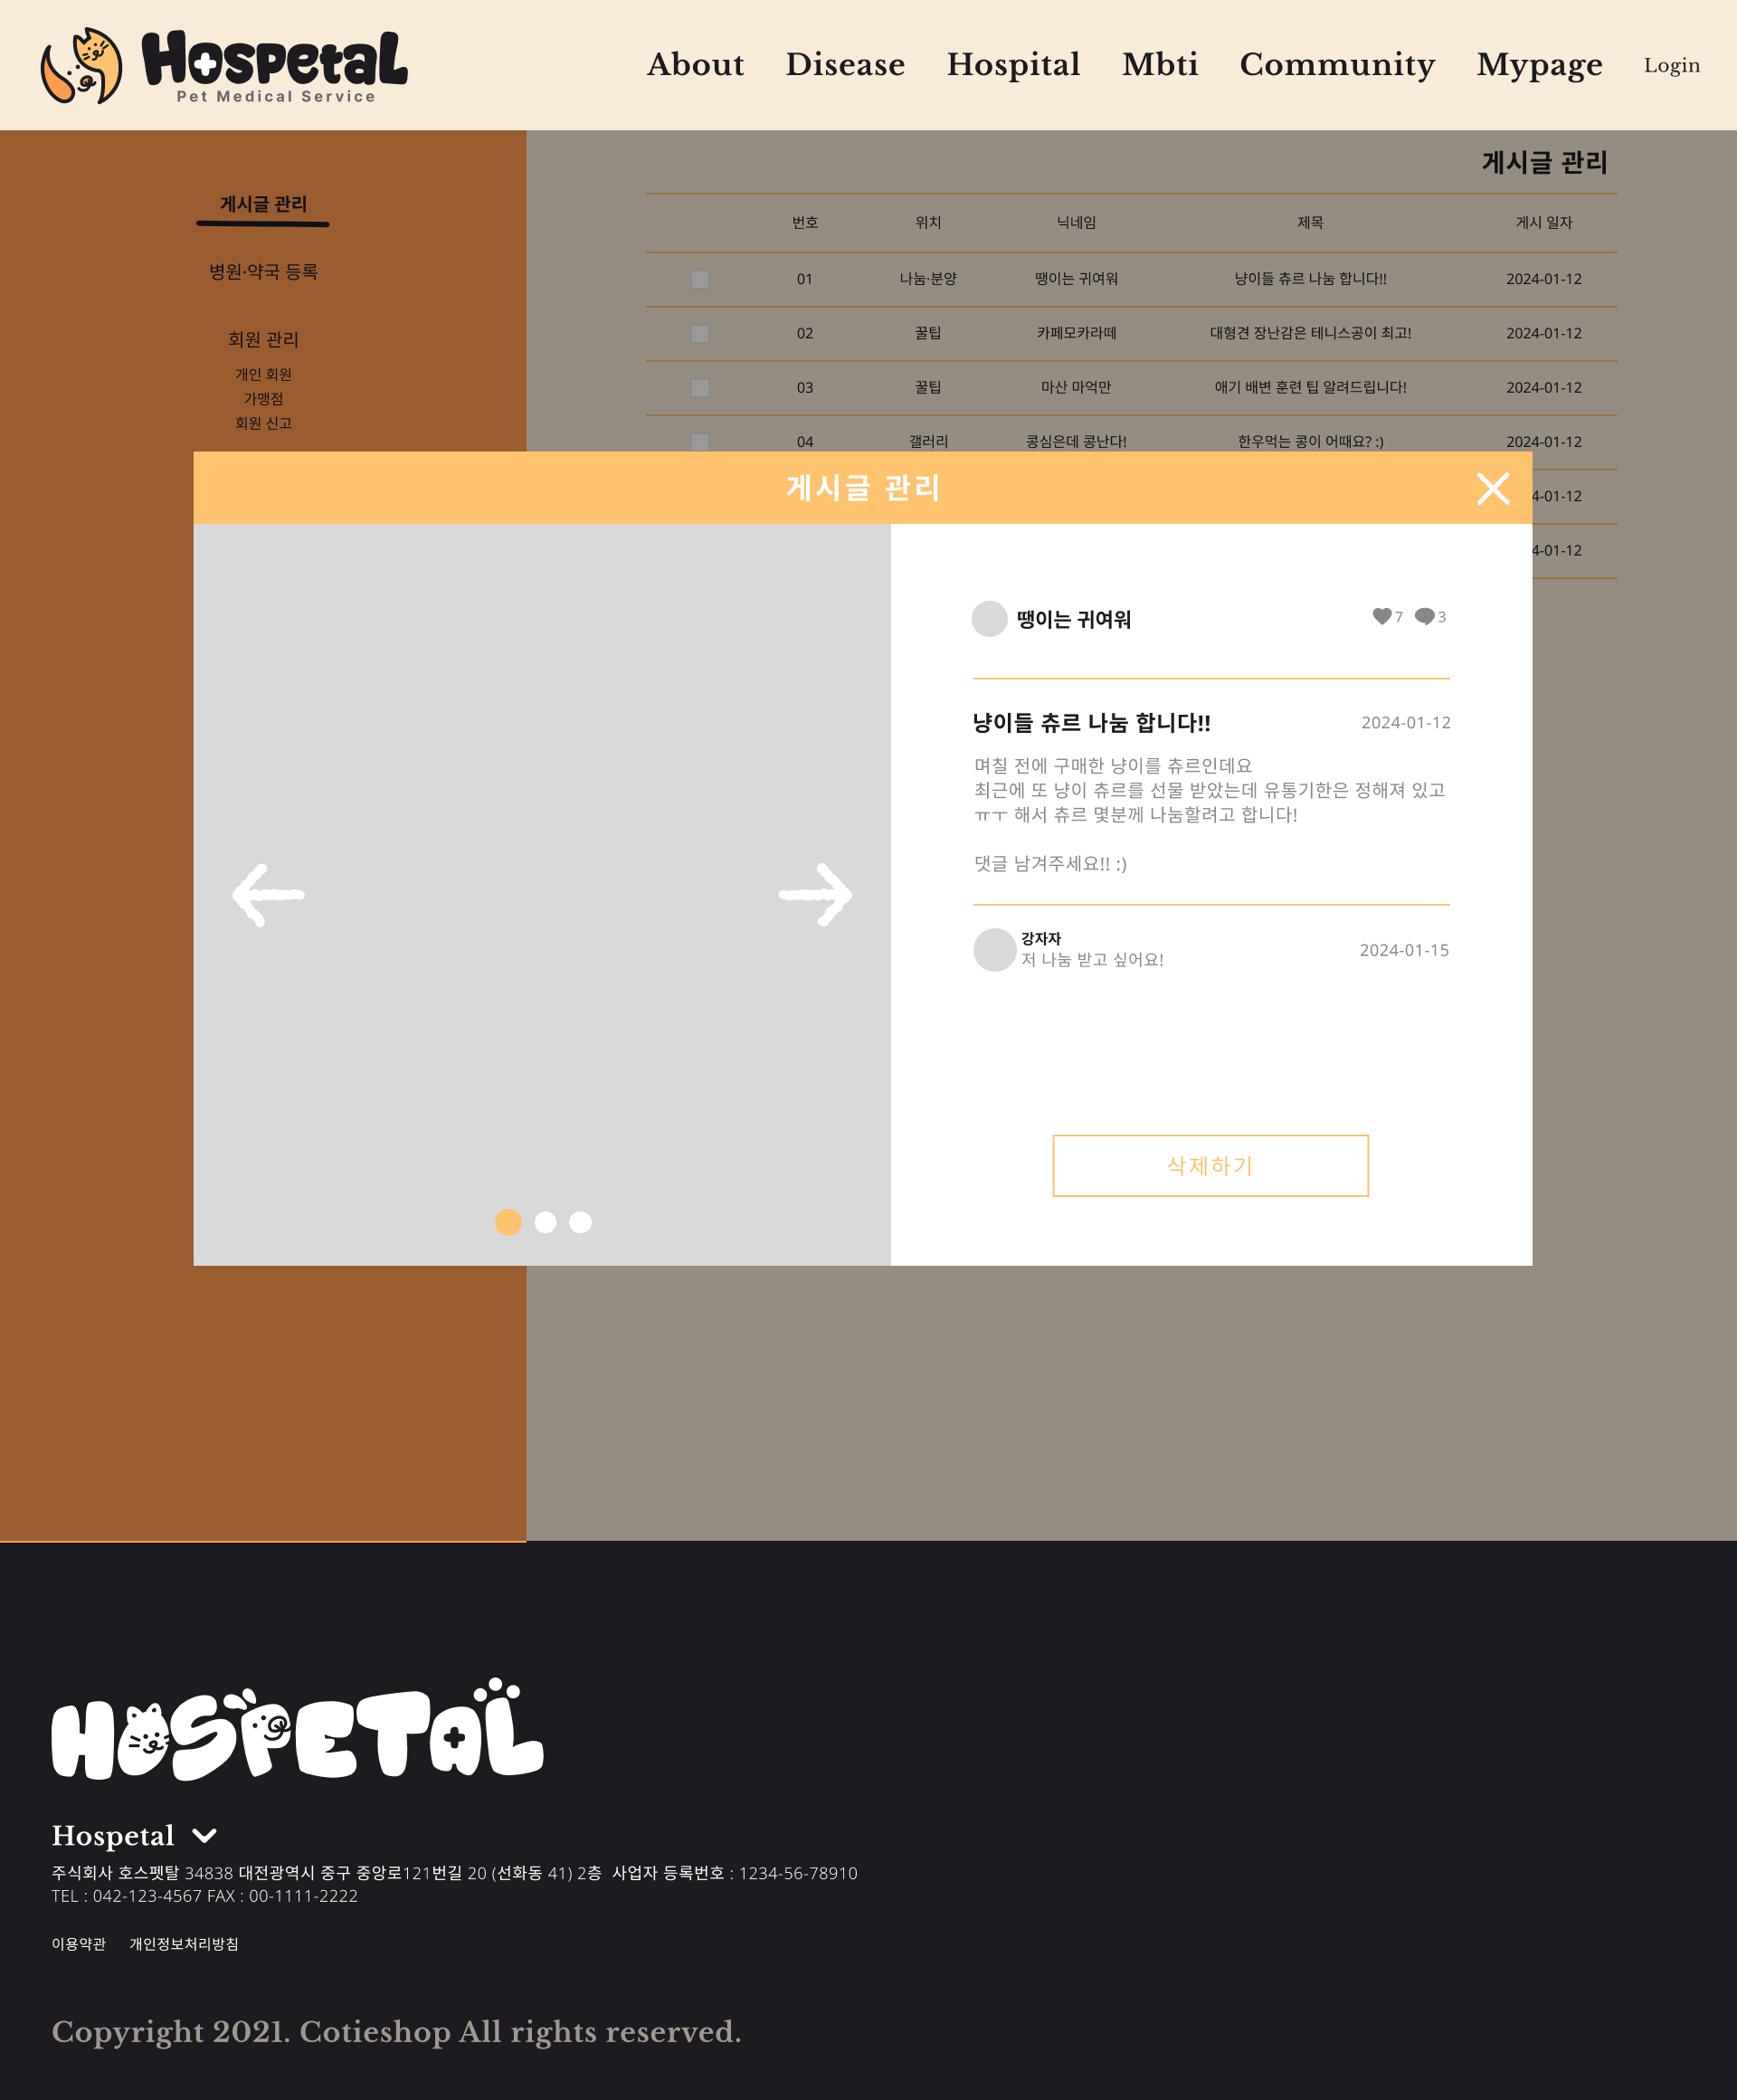 Hospetal
Pet Medical Service
About Disease Hospital Mbti Community Mypage Login
게시글 관리
병원·약국 등록
회원 관리
개인 회원
가맹점
회원 신고
게시글 관리
번호 위치 닉네임 제목 게시 일자
01 나눔·분양 땡이는 귀여워 냥이들 츄르 나눔 합니다!! 2024-01-12
02 꿀팁 카페모카라떼 대형견 장난감은 테니스공이 최고! 2024-01-12
03 꿀팁 마산 마억만 애기 배변 훈련 팁 알려드립니다! 2024-01-12
04 갤러리 콩심은데 콩난다! 한우먹는 콩이 어때요? :) 2024-01-12
4-01-12
4-01-12
게시글 관리
땡이는 귀여워 7 3
냥이들 츄르 나눔 합니다!! 2024-01-12
며칠 전에 구매한 냥이를 츄르인데요
최근에 또 냥이 츄르를 선물 받았는데 유통기한은 정해져 있고
ㅠㅜ 해서 츄르 몇분께 나눔할려고 합니다!
댓글 남겨주세요!! :)
강자자
저 나눔 받고 싶어요! 2024-01-15
삭제하기
HOSPETAL
Hospetal
주식회사 호스펫탈 34838 대전광역시 중구 중앙로121번길 20 (선화동 41) 2층 사업자 등록번호 : 1234-56-78910
TEL : 042-123-4567 FAX : 00-1111-2222
이용약관 개인정보처리방침
Copyright 2021. Cotieshop All rights reserved.